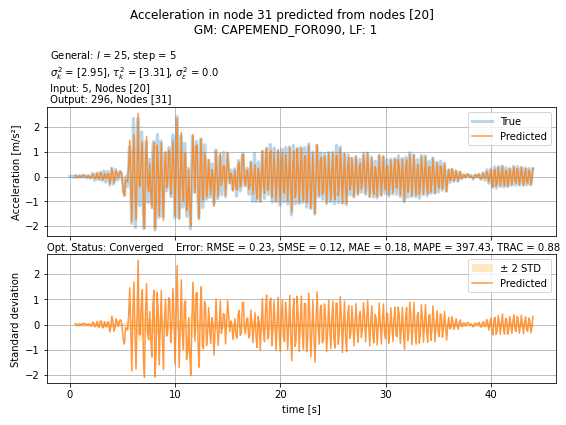 Acceleration in node 31 predicted from nodes [20]
GM: CAPEMEND_FOR090, LF: 1
General: l = 25, step = 5
σ²ₖ = [2.95], τ²ₖ = [3.31], σ²ε = 0.0
Input: 5, Nodes [20]
Output: 296, Nodes [31]
True
Predicted
Acceleration [m/s²]
2
1
0
−1
−2
Opt. Status: Converged Error: RMSE = 0.23, SMSE = 0.12, MAE = 0.18, MAPE = 397.43, TRAC = 0.88
± 2 STD
Predicted
Standard deviation
2
1
0
−1
−2
0 10 20 30 40
time [s]